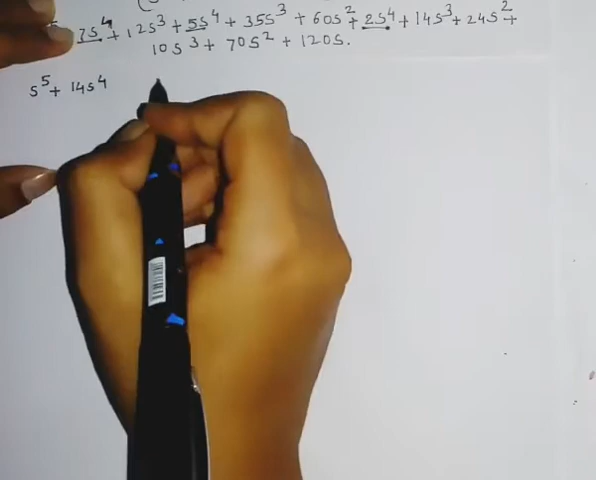 7s⁴ + 12s³ + 5s⁴ + 35s³ + 60s² + 2s⁴ + 14s³ + 24s² +
10s³ + 70s² + 120s.
s⁵ + 14s⁴